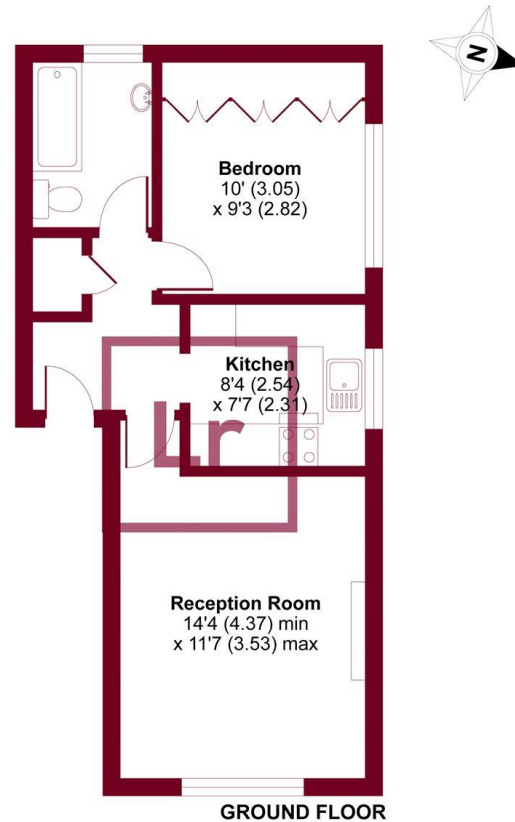 N
Bedroom
10' (3.05)
x 9'3 (2.82)
Kitchen
8'4 (2.54)
x 7'7 (2.31)
Lr
Reception Room
14'4 (4.37) min
x 11'7 (3.53) max
GROUND FLOOR